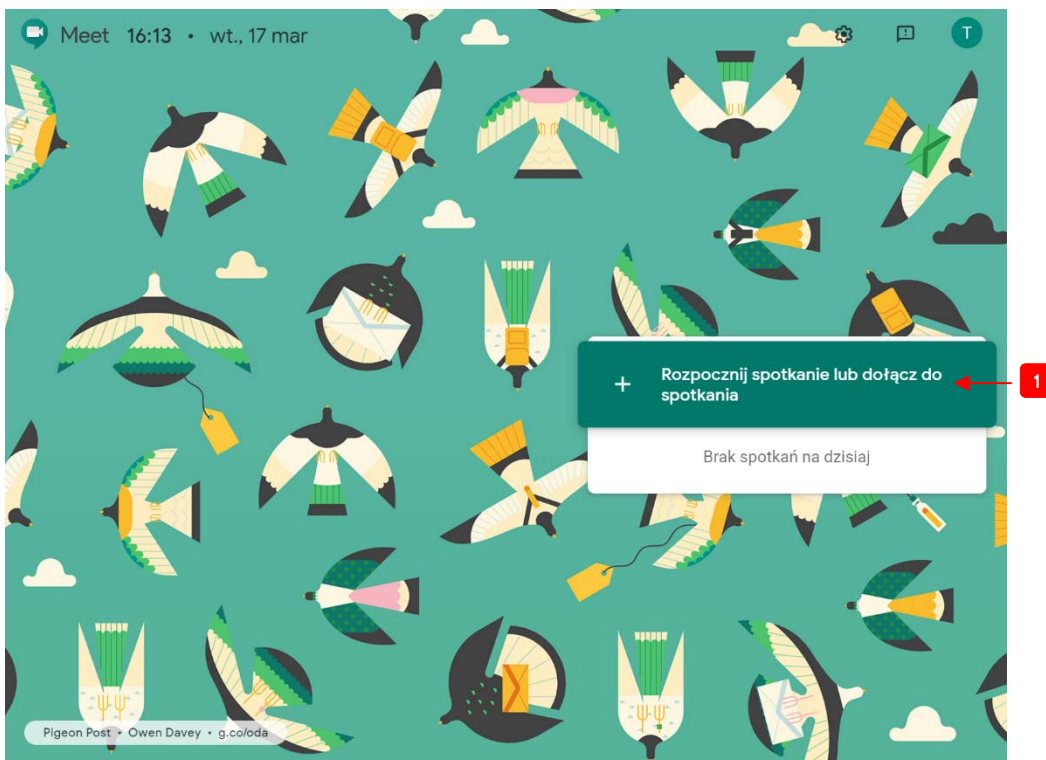 Meet 16:13 • wt., 17 mar
T
Rozpocznij spotkanie lub dołącz do
spotkania
1
Brak spotkań na dzisiaj
Pigeon Post • Owen Davey • g.co/oda